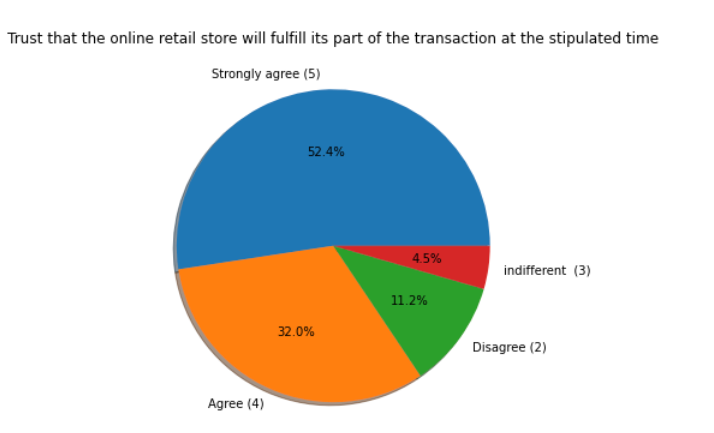 Trust that the online retail store will fulfill its part of the transaction at the stipulated time
Strongly agree (5)
52.4%
4.5%
indifferent  (3)
11.2%
32.0%
Disagree (2)
Agree (4)